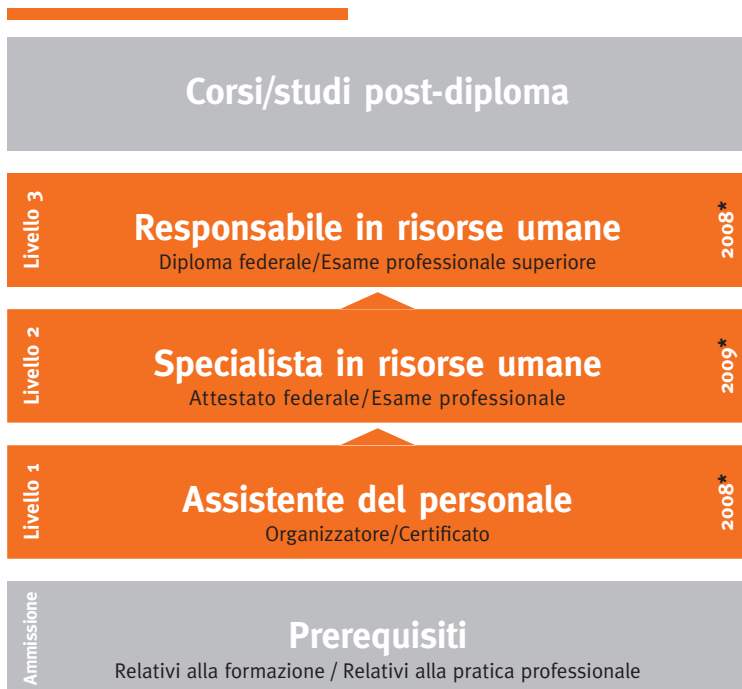 Corsi/studi post-diploma
Livello 3
Responsabile in risorse umane
Diploma federale/Esame professionale superiore
2008*
Livello 2
Specialista in risorse umane
Attestato federale/Esame professionale
2009*
Livello 1
Assistente del personale
Organizzatore/Certificato
2008*
Ammissione
Prerequisiti
Relativi alla formazione / Relativi alla pratica professionale